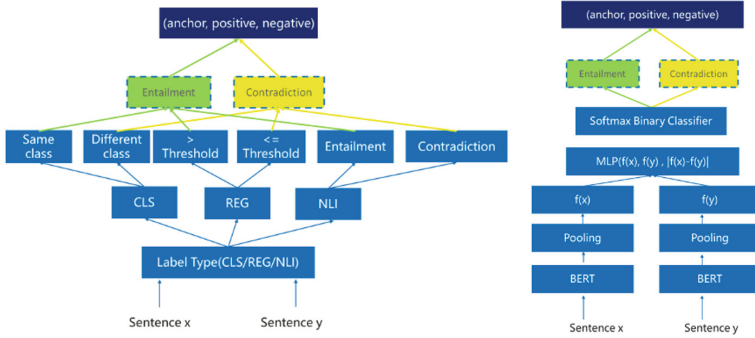 (anchor, positive, negative)
Entailment
Contradiction
Same
class
Different
class
>
Threshold
<=
Threshold
Entailment
Contradiction
CLS
REG
NLI
Label Type(CLS/REG/NLI)
Sentence x
Sentence y
(anchor, positive, negative)
Entailment
Contradiction
Softmax Binary Classifier
MLP(f(x), f(y) , |f(x)-f(y)|
f(x)
f(y)
Pooling
Pooling
BERT
BERT
Sentence x
Sentence y